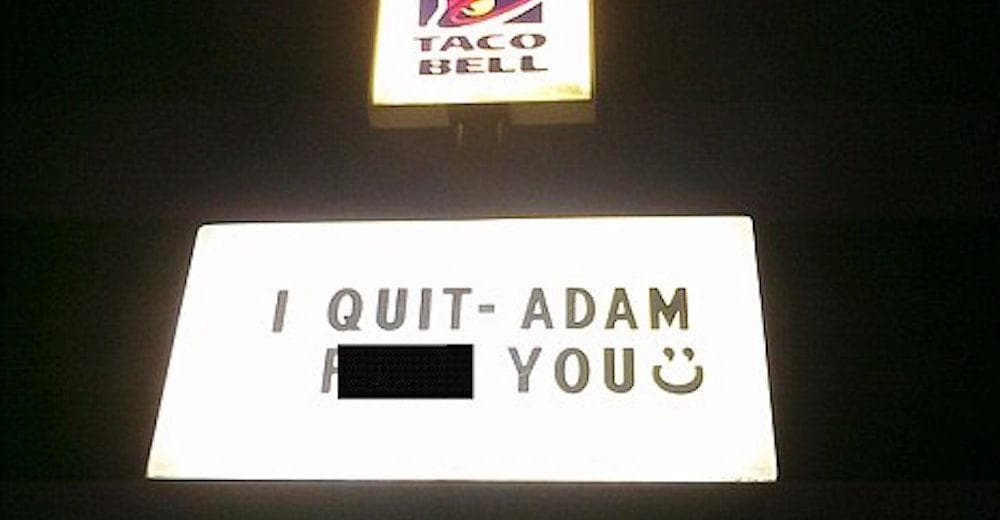 TACO
BELL
I QUIT- ADAM
F YOU